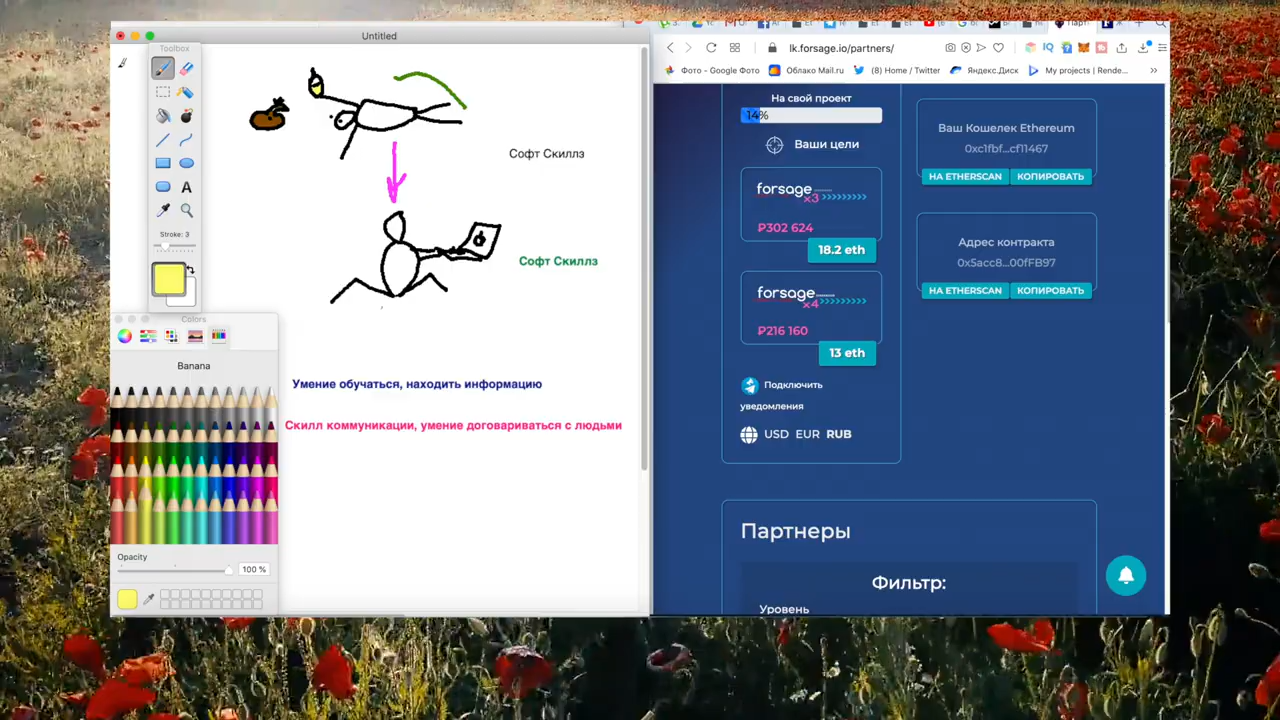 Untitled
Toolbox
A
Stroke: 3
Colors
Banana
Opacity
100 %
Софт Скиллз
Софт Скиллз
Умение обучаться, находить информацию
Скилл коммуникации, умение договариваться с людьми
lk.forsage.io/partners/
IQ
Фото - Google Фото
Облако Mail.ru
(8) Home / Twitter
Яндекс.Диск
My projects | Rende...
На свой проект
14%
Ваши цели
forsage
x3
₽302 624
18.2 eth
forsage
x4
₽216 160
13 eth
Подключить
уведомления
USD EUR RUB
Ваш Кошелек Ethereum
0xc1fbf...cf11467
НА ETHERSCAN КОПИРОВАТЬ
Адрес контракта
0x5acc8...00fFB97
НА ETHERSCAN КОПИРОВАТЬ
Партнеры
Фильтр:
Уровень